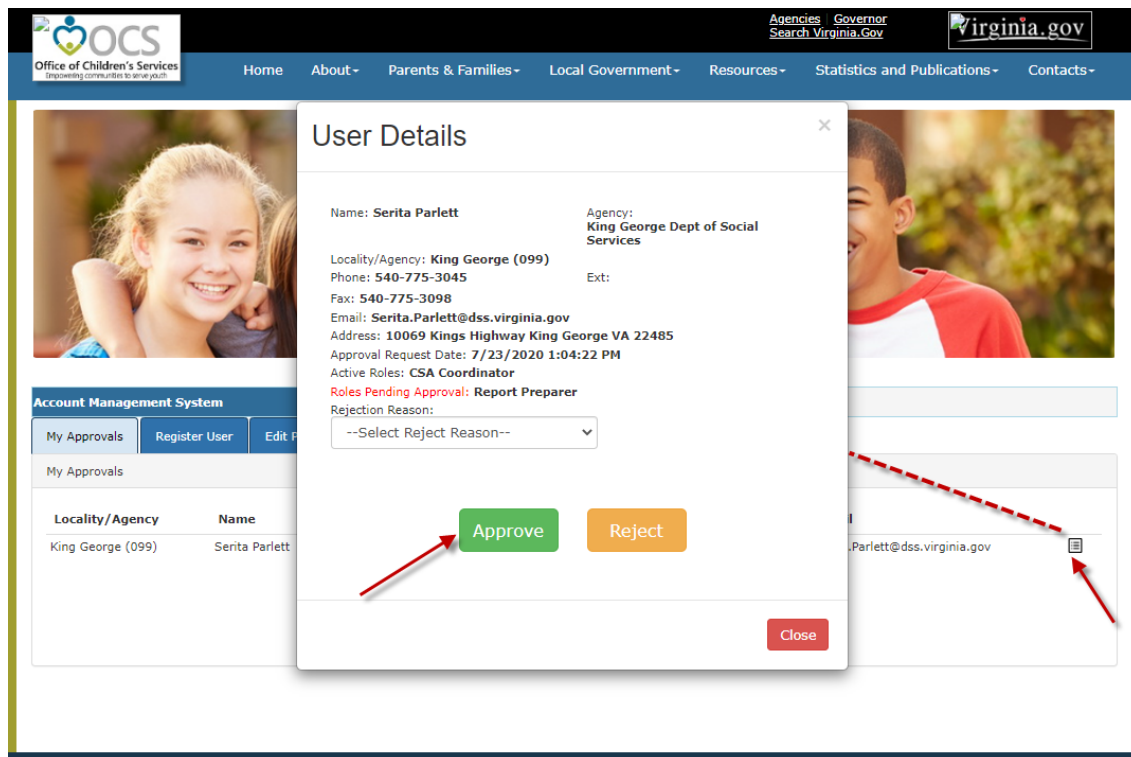 Agencies | Governor
Search Virginia.Gov
Virginia.gov
OCS
Office of Children's Services
Empowering communities to serve youth
Home About Parents & Families Local Government Resources Statistics and Publications Contacts
User Details
×
Name: Serita Parlett Agency:
King George Dept of Social
Services
Locality/Agency: King George (099)
Phone: 540-775-3045 Ext:
Fax: 540-775-3098
Email: Serita.Parlett@dss.virginia.gov
Address: 10069 Kings Highway King George VA 22485
Approval Request Date: 7/23/2020 1:04:22 PM
Active Roles: CSA Coordinator
Roles Pending Approval: Report Preparer
Rejection Reason:
--Select Reject Reason--
Approve Reject
Close
Account Management System
My Approvals Register User Edit P
My Approvals
Locality/Agency Name l
King George (099) Serita Parlett .Parlett@dss.virginia.gov